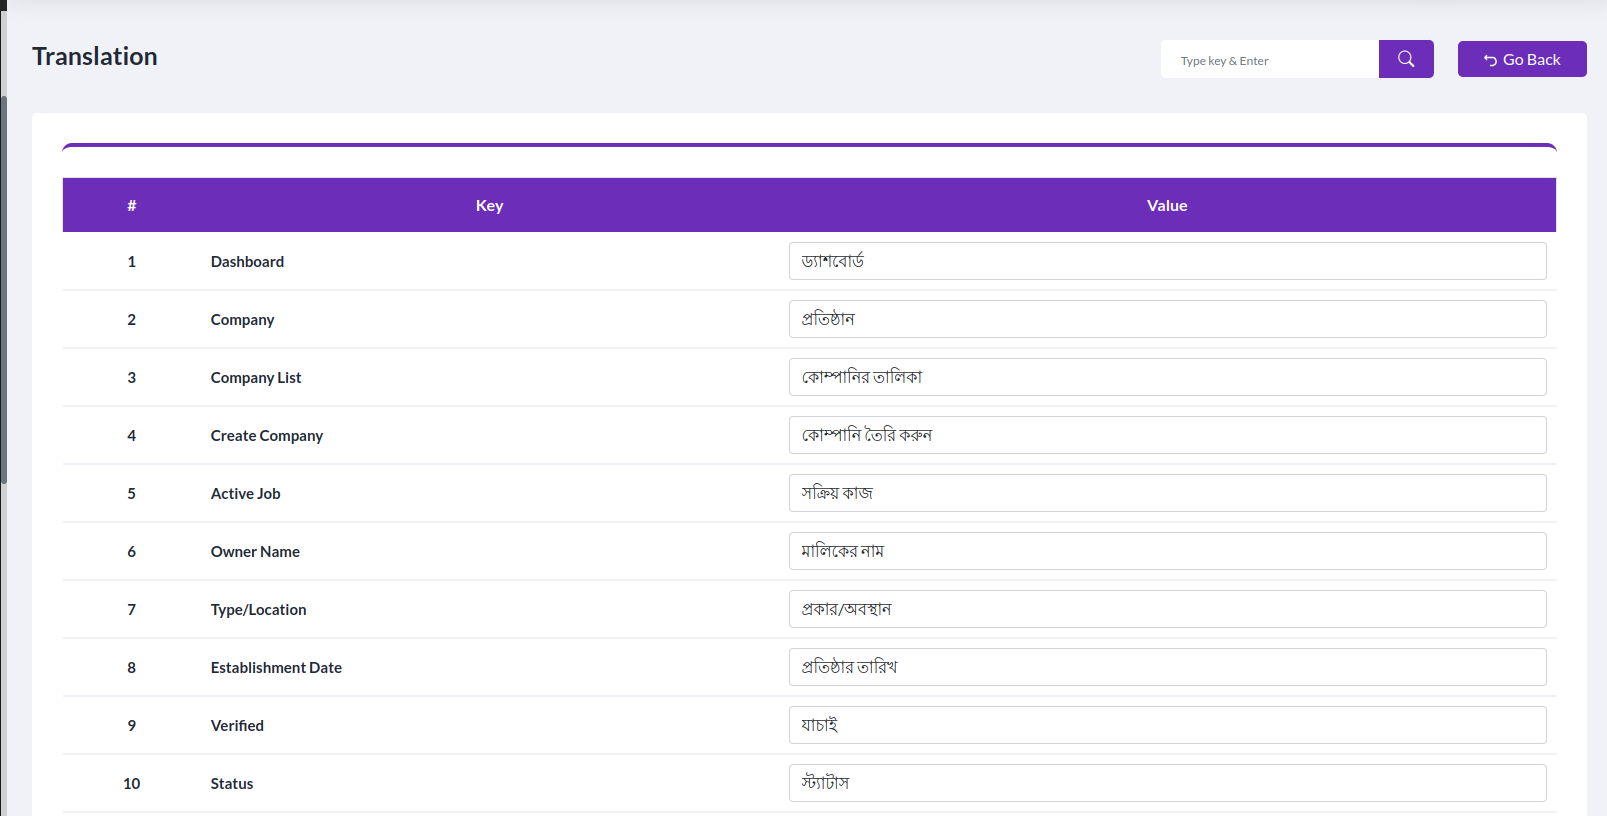 Translation
Type key & Enter
Go Back
# Key Value
1 Dashboard ড্যাশবোর্ড
2 Company প্রতিষ্ঠান
3 Company List কোম্পানির তালিকা
4 Create Company কোম্পানি তৈরি করুন
5 Active Job সক্রিয় কাজ
6 Owner Name মালিকের নাম
7 Type/Location প্রকার/অবস্থান
8 Establishment Date প্রতিষ্ঠার তারিখ
9 Verified যাচাই
10 Status স্ট্যাটাস